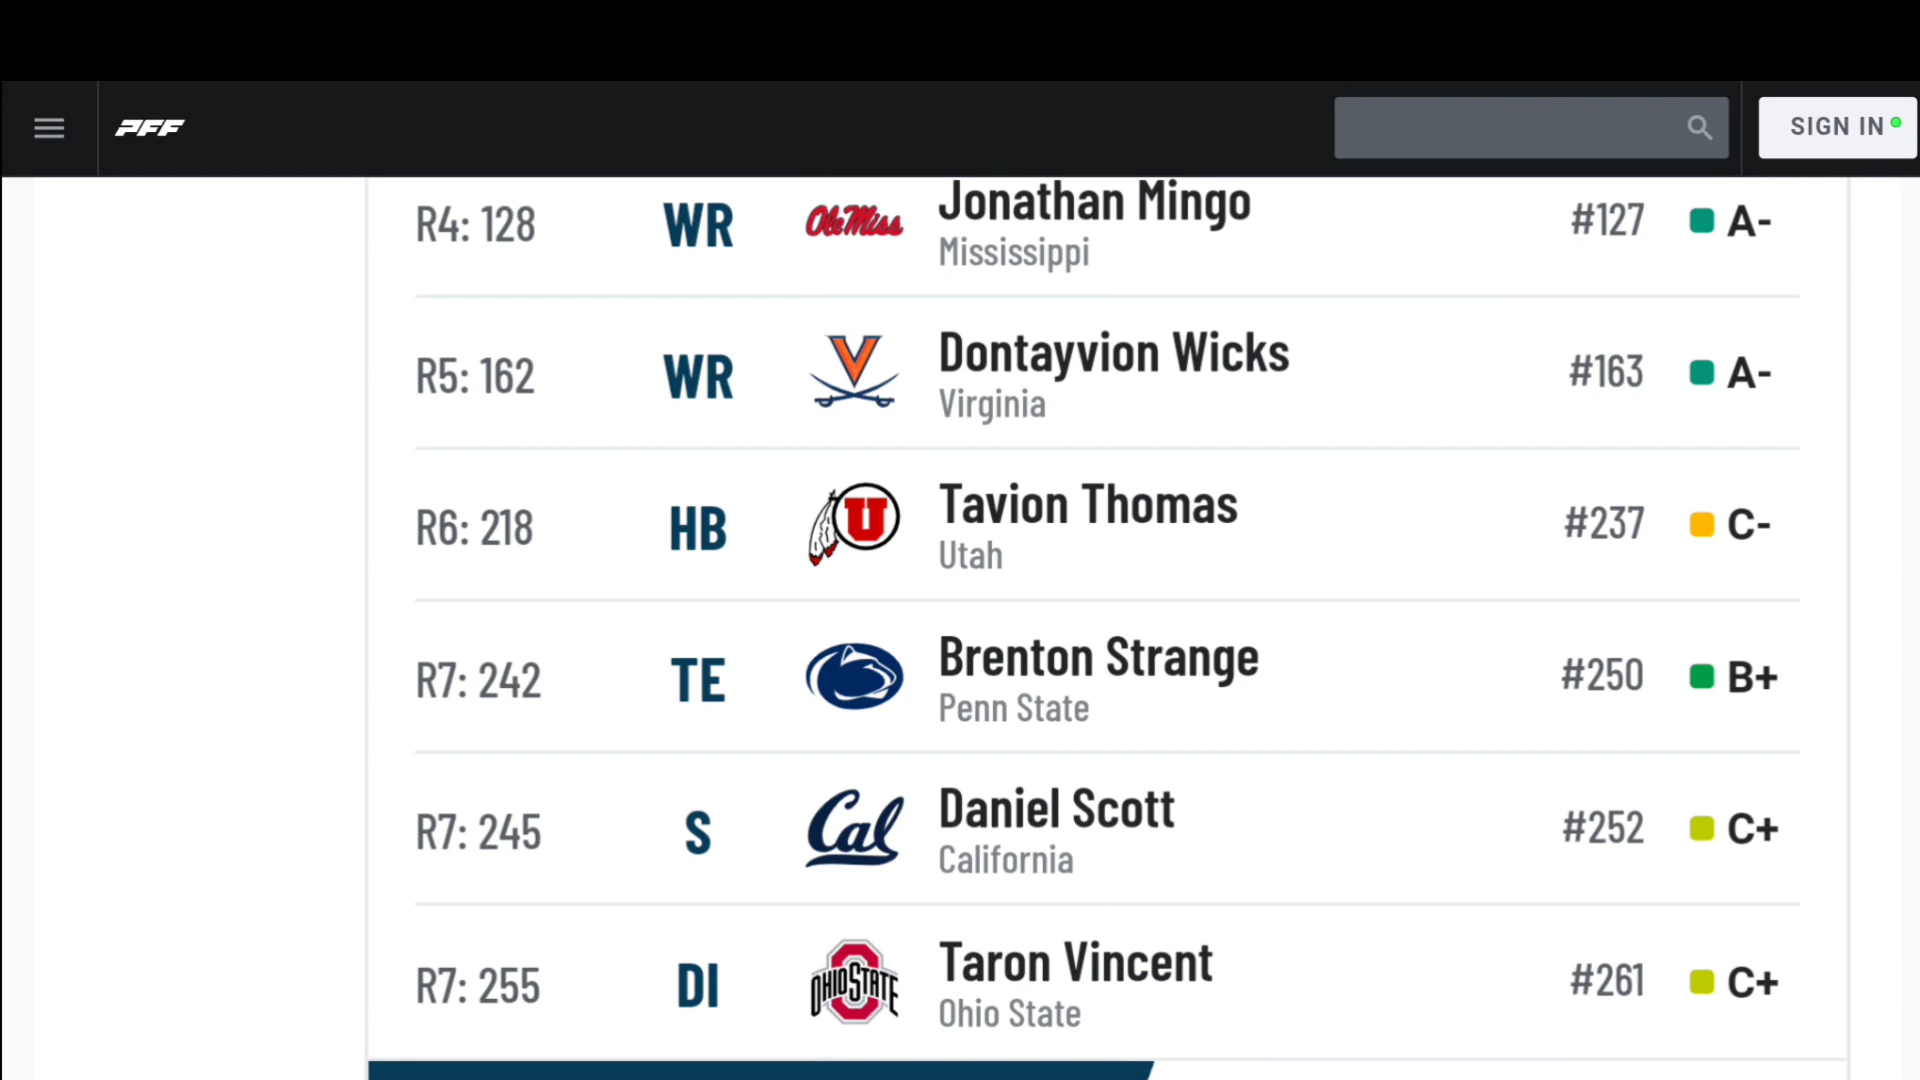 PFF
SIGN IN
R4: 128 WR Ole Miss Jonathan Mingo #127 A-
Mississippi
R5: 162 WR V Dontayvion Wicks #163 A-
Virginia
R6: 218 HB U Tavion Thomas #237 C-
Utah
R7: 242 TE Brenton Strange #250 B+
Penn State
R7: 245 S Cal Daniel Scott #252 C+
California
R7: 255 DI OHIO STATE Taron Vincent #261 C+
Ohio State